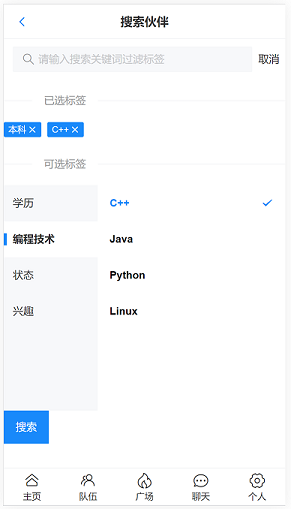 搜索伙伴
请输入搜索关键词过滤标签 取消
已选标签
本科 C++
可选标签
学历 C++
编程技术 Java
状态 Python
兴趣 Linux
搜索
主页 队伍 广场 聊天 个人